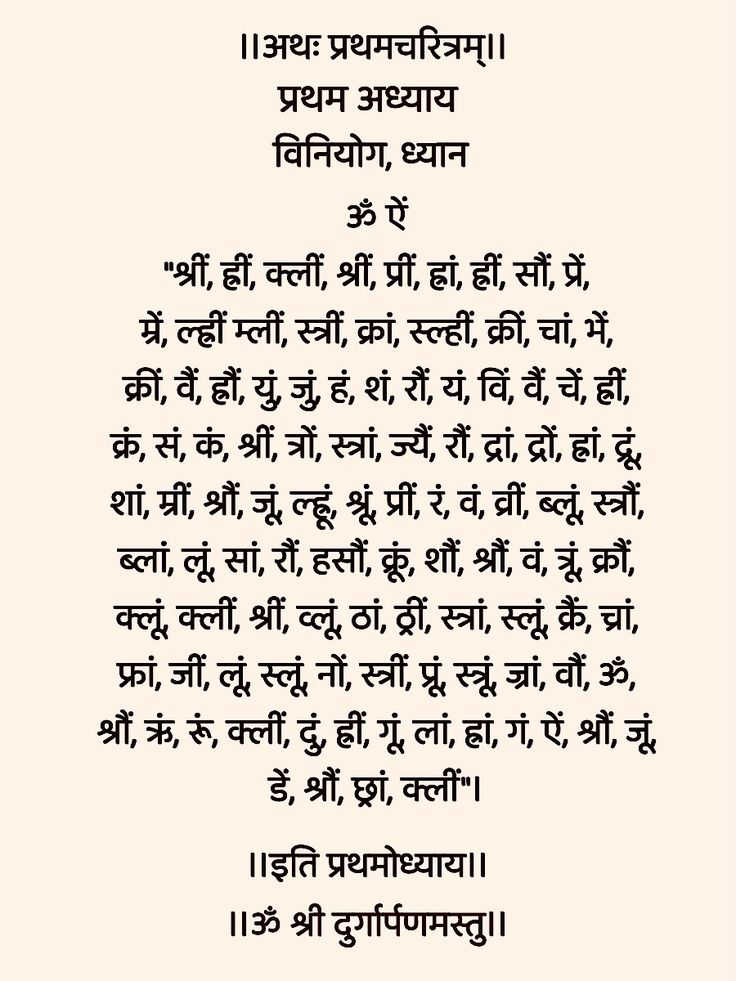 ।।अथः प्रथमचरित्रम्।।
प्रथम अध्याय
विनियोग, ध्यान
ॐ ऐं
"श्रीं, ह्रीं, क्लीं, श्रीं, प्रीं, ह्रां, ह्रीं, सौं, प्रें,
म्रें, ल्ह्रीं म्लीं, स्त्रीं, क्रां, स्ल्हीं, क्रीं, चां, भें,
क्रीं, वैं, ह्रौं, युं, जुं, हं, शं, रौं, यं, विं, वैं, चें, ह्रीं,
क्रं, सं, कं, श्रीं, त्रों, स्त्रां, ज्यैं, रौं, द्रां, द्रों, ह्रां, द्रूं,
शां, म्रीं, श्रौं, जूं, ल्ह्रूं, श्रूं, प्रीं, रं, वं, व्रीं, ब्लूं, स्त्रौं,
ब्लां, लूं, सां, रौं, हसौं, क्रूं, शौं, श्रौं, वं, त्रूं, क्रौं,
क्लूं, क्लीं, श्रीं, व्लूं, ठां, ठ्रीं, स्त्रां, स्लूं, क्रैं, च्रां,
फ्रां, जीं, लूं, स्लूं, नों, स्त्रीं, प्रूं, स्त्रूं, ज्रां, वौं, ॐ,
श्रौं, ऋं, रूं, क्लीं, दुं, ह्रीं, गूं, लां, ह्रां, गं, ऐं, श्रौं, जूं,
डें, श्रौं, छ्रां, क्लीं"।
।।इति प्रथमोध्याय।।
।।ॐ श्री दुर्गार्पणमस्तु।।